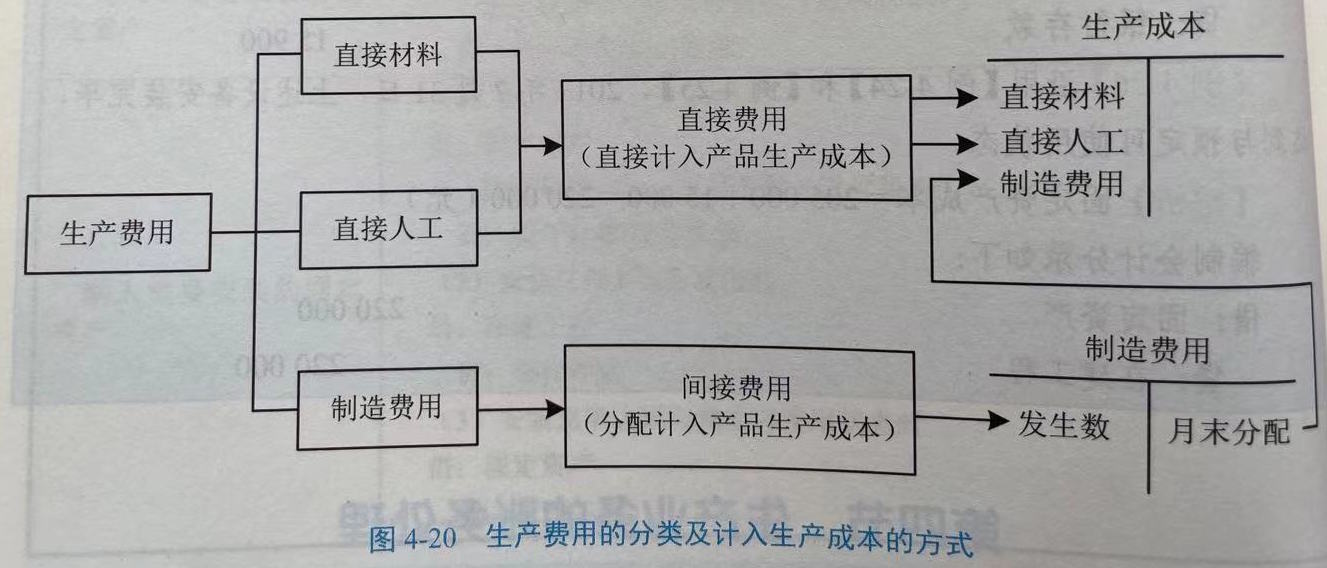 生产费用
直接材料
直接人工
制造费用
直接费用
（直接计入产品生产成本）
间接费用
（分配计入产品生产成本）
生产成本
直接材料
直接人工
制造费用
制造费用
发生数
月末分配
图 4-20 生产费用的分类及计入生产成本的方式